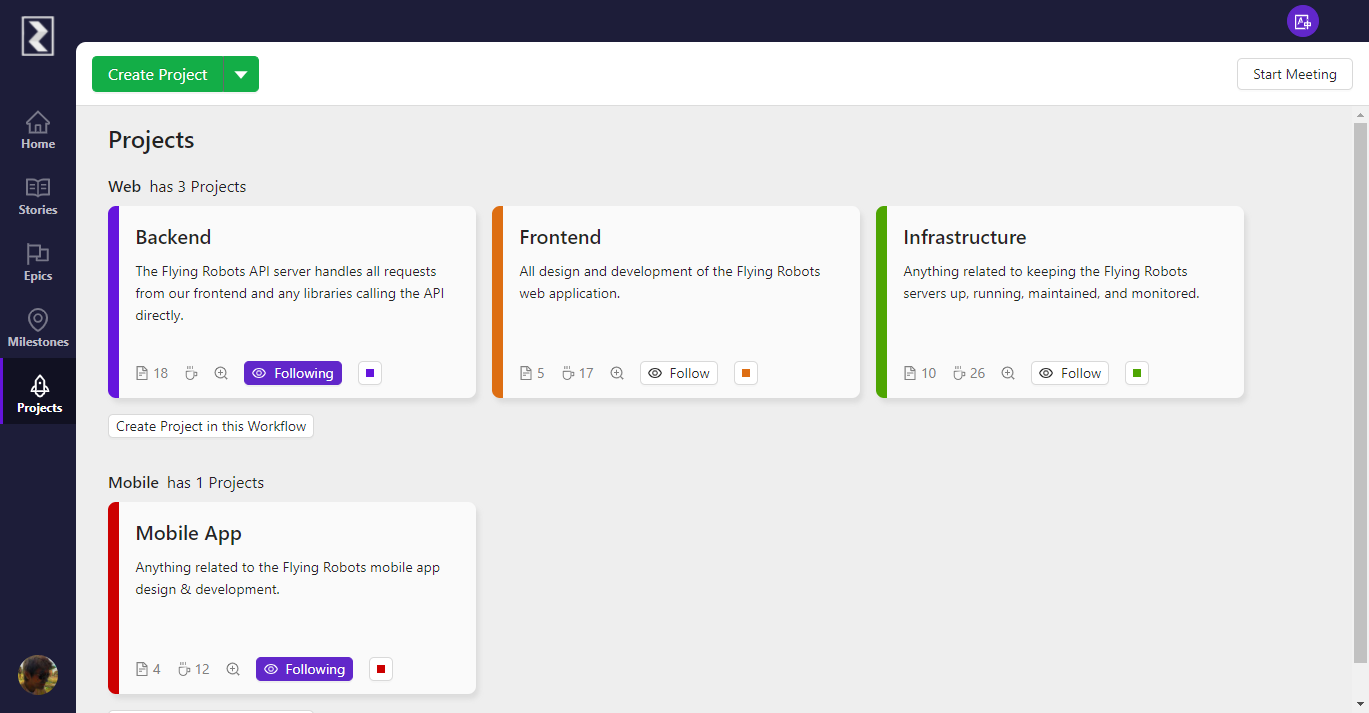 Create Project
Start Meeting
Home
Stories
Epics
Milestones
Projects
Projects
Web has 3 Projects
Backend
The Flying Robots API server handles all requests
from our frontend and any libraries calling the API
directly.
18
Following
Frontend
All design and development of the Flying Robots
web application.
5 17
Follow
Infrastructure
Anything related to keeping the Flying Robots
servers up, running, maintained, and monitored.
10 26
Follow
Create Project in this Workflow
Mobile has 1 Projects
Mobile App
Anything related to the Flying Robots mobile app
design & development.
4 12
Following